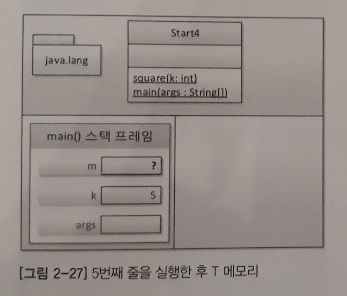 Start4
java.lang
square(k: int)
main(args : String[])
main() 스택 프레임
m ?
k 5
args
[그림 2-27] 5번째 줄을 실행한 후 T 메모리